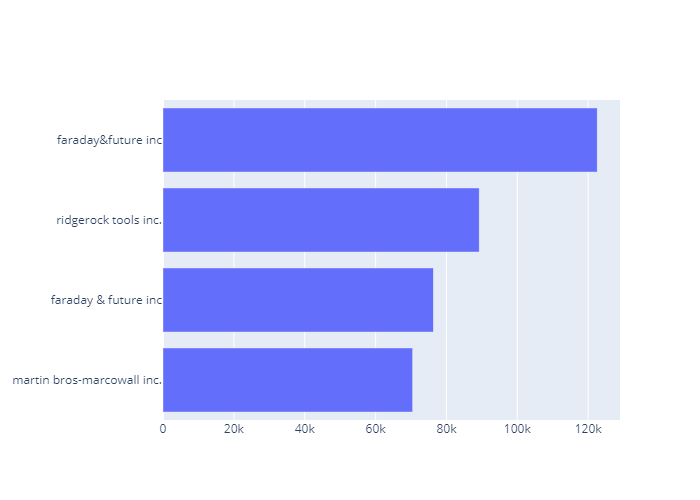 faraday&future inc
ridgerock tools inc.
faraday & future inc
martin bros-marcowall inc.
0 20k 40k 60k 80k 100k 120k